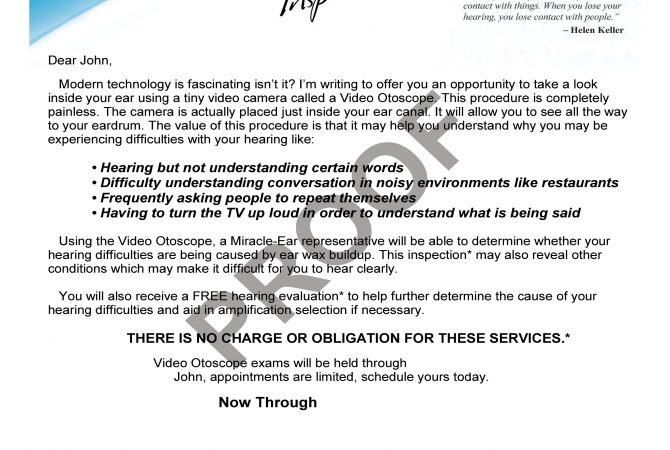 contact with things. When you lose your
hearing, you lose contact with people.”
– Helen Keller
Dear John,
Modern technology is fascinating isn’t it? I’m writing to offer you an opportunity to take a look
inside your ear using a tiny video camera called a Video Otoscope. This procedure is completely
painless. The camera is actually placed just inside your ear canal. It will allow you to see all the way
to your eardrum. The value of this procedure is that it may help you understand why you may be
experiencing difficulties with your hearing like:
• Hearing but not understanding certain words
• Difficulty understanding conversation in noisy environments like restaurants
• Frequently asking people to repeat themselves
• Having to turn the TV up loud in order to understand what is being said
Using the Video Otoscope, a Miracle-Ear representative will be able to determine whether your
hearing difficulties are being caused by ear wax buildup. This inspection* may also reveal other
conditions which may make it difficult for you to hear clearly.
You will also receive a FREE hearing evaluation* to help further determine the cause of your
hearing difficulties and aid in amplification selection if necessary.
THERE IS NO CHARGE OR OBLIGATION FOR THESE SERVICES.*
Video Otoscope exams will be held through
John, appointments are limited, schedule yours today.
Now Through
PROOF